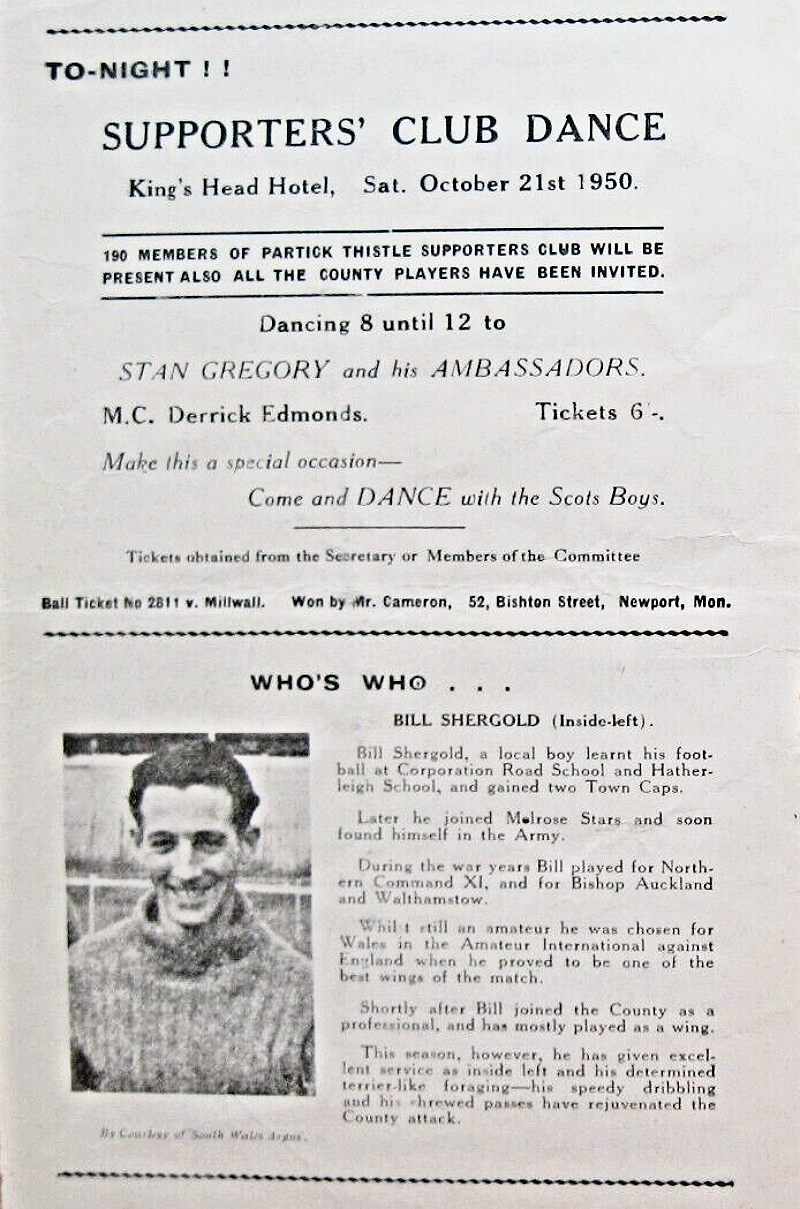 TO-NIGHT ! !
SUPPORTERS' CLUB DANCE
King's Head Hotel, Sat. October 21st 1950.
190 MEMBERS OF PARTICK THISTLE SUPPORTERS CLUB WILL BE
PRESENT ALSO ALL THE COUNTY PLAYERS HAVE BEEN INVITED.
Dancing 8 until 12 to
STAN GREGORY and his AMBASSADORS.
M.C. Derrick Edmonds. Tickets 6/-.
Make this a special occasion—
Come and DANCE with the Scots Boys.
Tickets obtained from the Secretary or Members of the Committee
Ball Ticket No 2811 v. Millwall. Won by Mr. Cameron, 52, Bishton Street, Newport, Mon.
WHO'S WHO . . .
BILL SHERGOLD (Inside-left).
Bill Shergold, a local boy learnt his foot-
ball at Corporation Road School and Hather-
leigh School, and gained two Town Caps.
Later he joined Melrose Stars and soon
found himself in the Army.
During the war years Bill played for North-
ern Command XI, and for Bishop Auckland
and Walthamstow.
Whilst still an amateur he was chosen for
Wales in the Amateur International against
England when he proved to be one of the
best wings of the match.
Shortly after Bill joined the County as a
professional, and has mostly played as a wing.
This season, however, he has given excel-
lent service as inside left and his determined
terrier-like foraging—his speedy dribbling
and his shrewed passes have rejuvenated the
County attack.
By Courtesy of South Wales Argus.